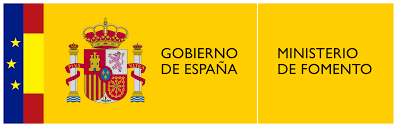 GOBIERNO
DE ESPAÑA
MINISTERIO
DE FOMENTO